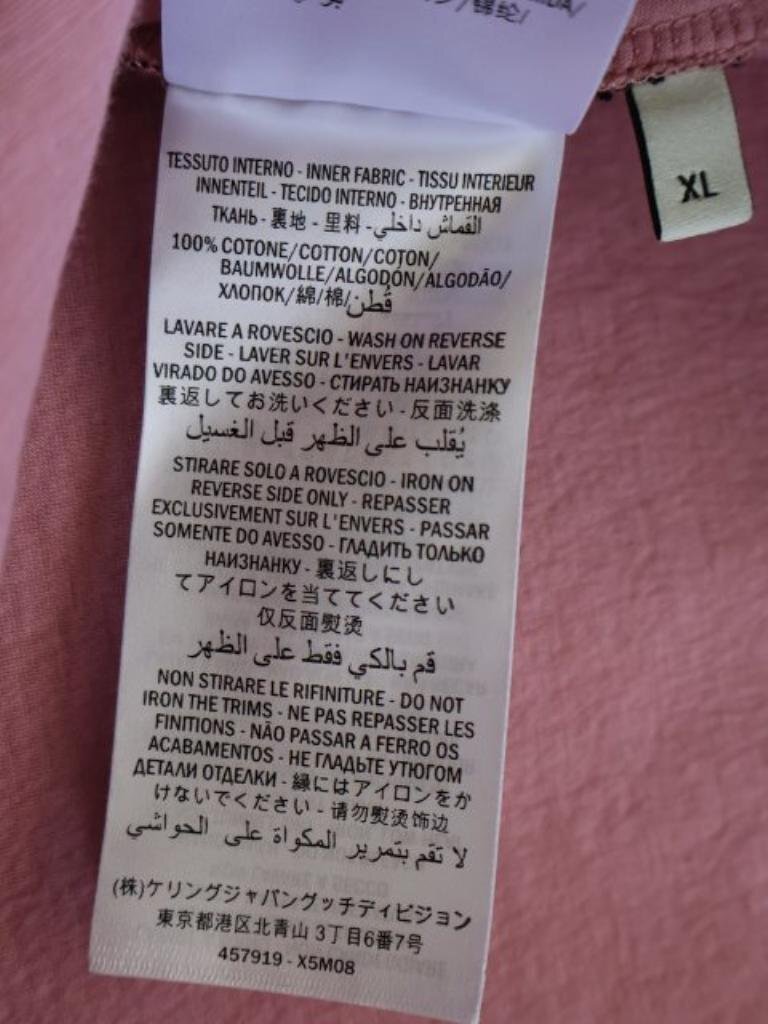 锦纶/
XL
TESSUTO INTERNO - INNER FABRIC - TISSU INTERIEUR
INNENTEIL - TECIDO INTERNO - ВНУТРЕННАЯ
ТКАНЬ - 裏地 - 里料 - القماش داخلي
100% COTONE/COTTON/COTON/
BAUMWOLLE/ALGODÓN/ALGODÃO/
ХЛОПОК/綿/棉/قُطن
LAVARE A ROVESCIO - WASH ON REVERSE
SIDE - LAVER SUR L'ENVERS - LAVAR
VIRADO DO AVESSO - СТИРАТЬ НАИЗНАНКУ
裏返してお洗いください - 反面洗涤
يُقلب على الظهر قبل الغسيل
STIRARE SOLO A ROVESCIO - IRON ON
REVERSE SIDE ONLY - REPASSER
EXCLUSIVEMENT SUR L'ENVERS - PASSAR
SOMENTE DO AVESSO - ГЛАДИТЬ ТОЛЬКО
НАИЗНАНКУ - 裏返しにし
てアイロンを当ててください
仅反面熨烫
قم بالكي فقط على الظهر
NON STIRARE LE RIFINITURE - DO NOT
IRON THE TRIMS - NE PAS REPASSER LES
FINITIONS - NÃO PASSAR A FERRO OS
ACABAMENTOS - НЕ ГЛАДЬТЕ УТЮГОМ
ДЕТАЛИ ОТДЕЛКИ - 縁にはアイロンをか
けないでください - 请勿熨烫饰边
لا تقم بتمرير المكواة على الحواشي
(株)ケリングジャパングッチディビジョン
東京都港区北青山 3丁目6番7号
457919 - X5M08